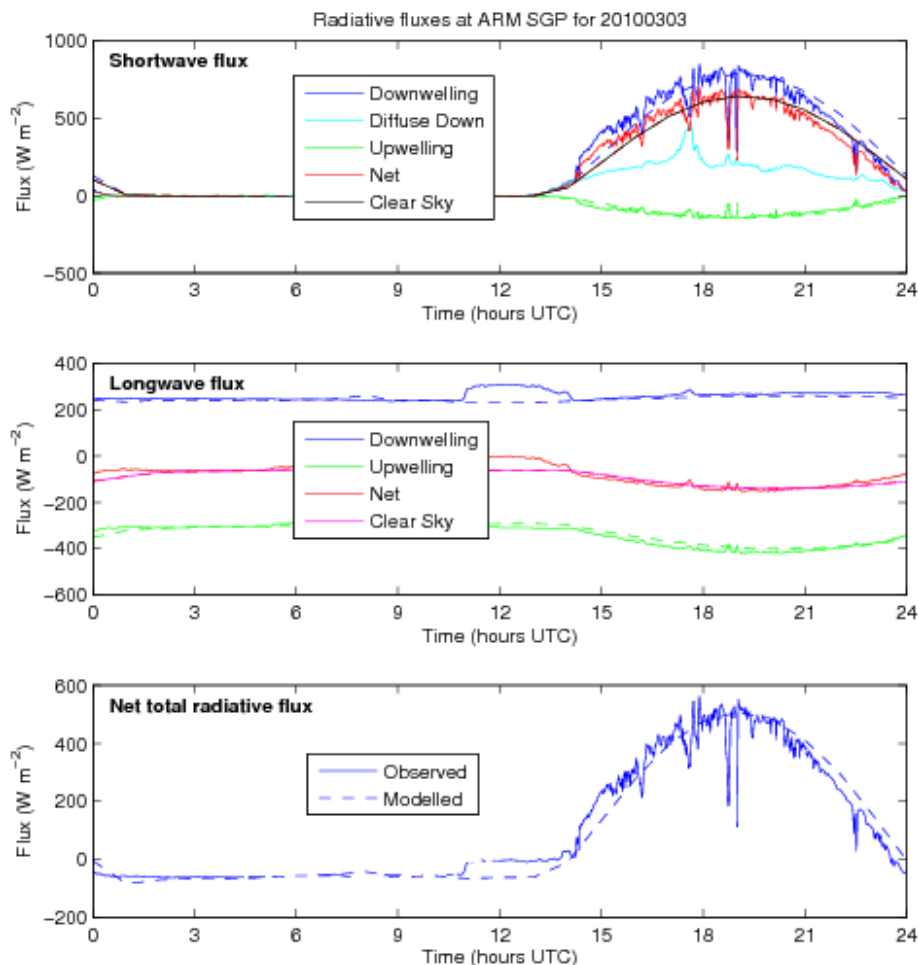 Radiative fluxes at ARM SGP for 20100303
1000
Shortwave flux
Downwelling
Diffuse Down
Upwelling
Net
Clear Sky
500
0
−500
Flux (W m⁻²)
0 3 6 9 12 15 18 21 24
Time (hours UTC)
400
Longwave flux
200
0
−200
−400
−600
Flux (W m⁻²)
Downwelling
Upwelling
Net
Clear Sky
0 3 6 9 12 15 18 21 24
Time (hours UTC)
600
Net total radiative flux
400
200
0
−200
Flux (W m⁻²)
Observed
Modelled
0 3 6 9 12 15 18 21 24
Time (hours UTC)